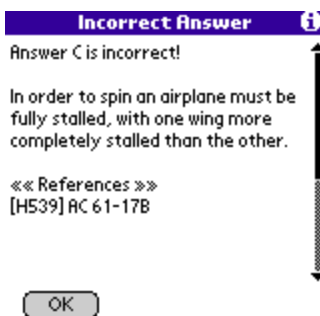 Incorrect Answer
Answer C is incorrect!
In order to spin an airplane must be
fully stalled, with one wing more
completely stalled than the other.
«« References »»
[H539] AC 61-17B
OK